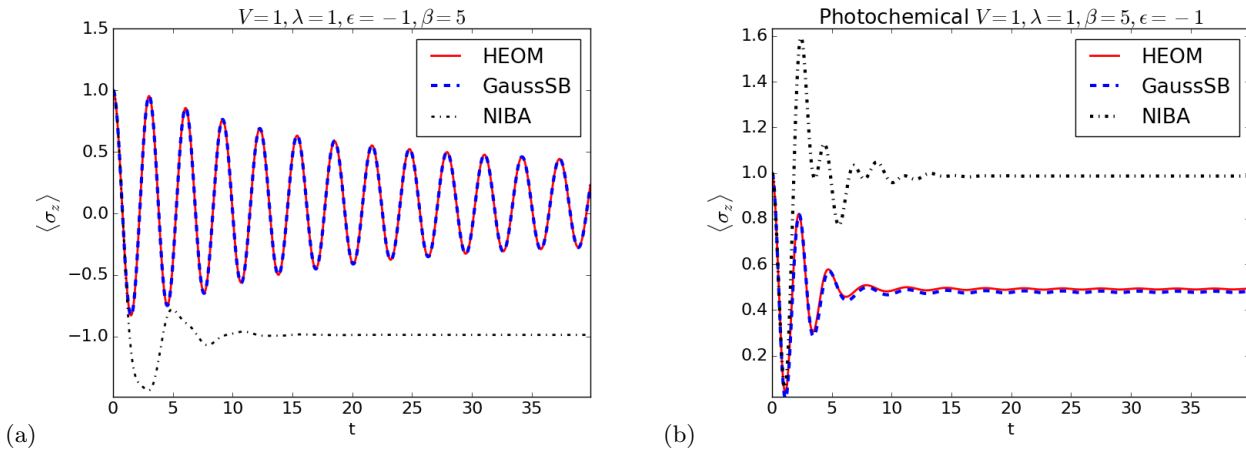 V = 1, λ = 1, ϵ = −1, β = 5
1.5
1.0
0.5
0.0
−0.5
−1.0
⟨σz⟩
HEOM
GaussSB
NIBA
0 5 10 15 20 25 30 35
t
(a)
Photochemical V = 1, λ = 1, β = 5, ϵ = −1
1.6
1.4
1.2
1.0
0.8
0.6
0.4
0.2
⟨σz⟩
HEOM
GaussSB
NIBA
0 5 10 15 20 25 30 35
t
(b)